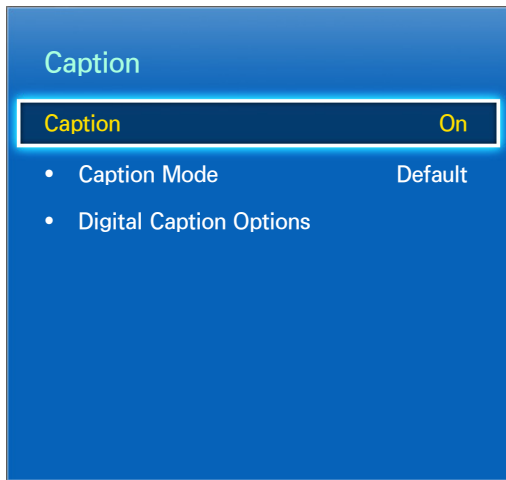 Caption
Caption On
• Caption Mode Default
• Digital Caption Options